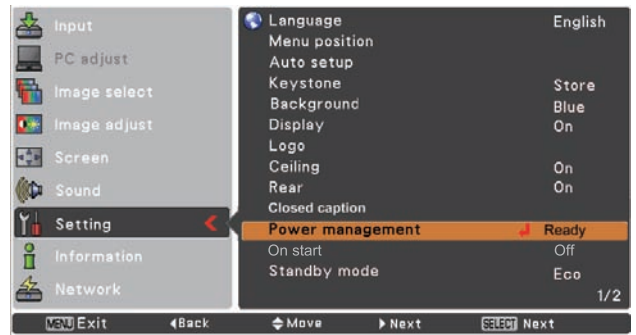 Input
PC adjust
Image select
Image adjust
Screen
Sound
Setting
Information
Network
Language English
Menu position
Auto setup
Keystone Store
Background Blue
Display On
Logo
Ceiling On
Rear On
Closed caption
Power management Ready
On start Off
Standby mode Eco
1/2
MENU Exit Back Move Next SELECT Next